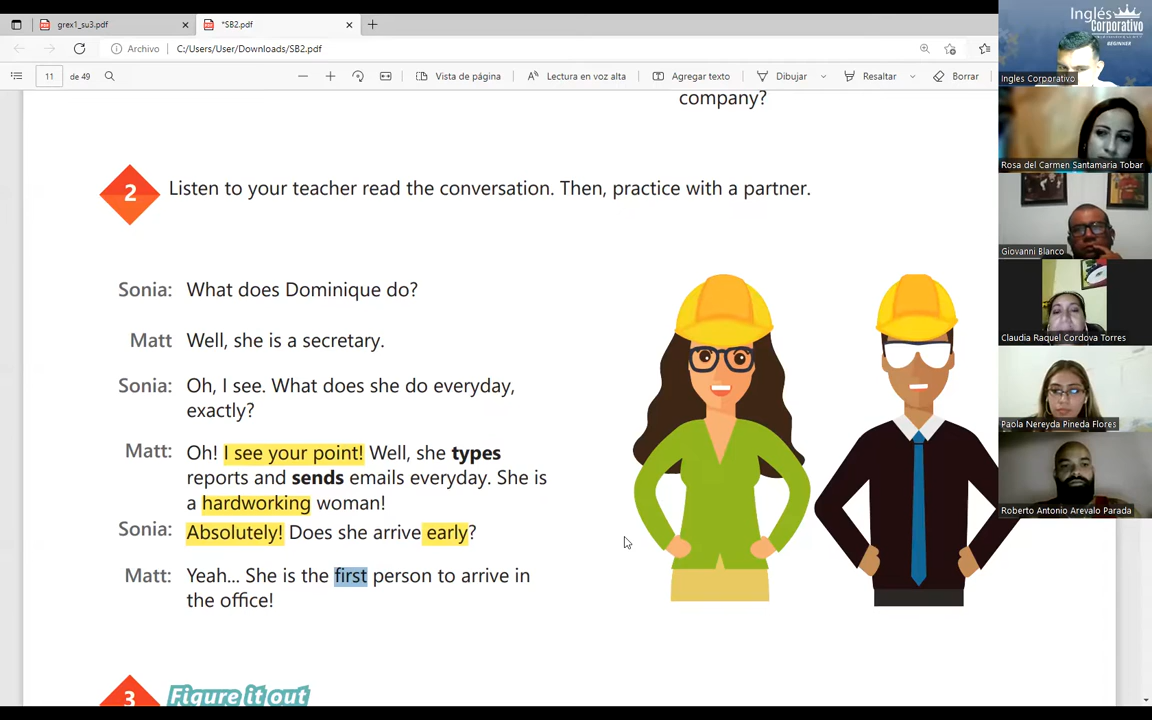 grex1_su3.pdf
*SB2.pdf
Archivo
C:/Users/User/Downloads/SB2.pdf
11 de 49
Vista de página
Lectura en voz alta
Agregar texto
Dibujar
Resaltar
Borrar
company?
2 Listen to your teacher read the conversation. Then, practice with a partner.
Sonia: What does Dominique do?
Matt Well, she is a secretary.
Sonia: Oh, I see. What does she do everyday,
exactly?
Matt: Oh! I see your point! Well, she types
reports and sends emails everyday. She is
a hardworking woman!
Sonia: Absolutely! Does she arrive early?
Matt: Yeah... She is the first person to arrive in
the office!
3 Figure it out
Inglés
Corporativo
BEGINNER
Ingles Corporativo
Rosa del Carmen Santamaria Tobar
Giovanni Blanco
Claudia Raquel Cordova Torres
Paola Nereyda Pineda Flores
Roberto Antonio Arevalo Parada